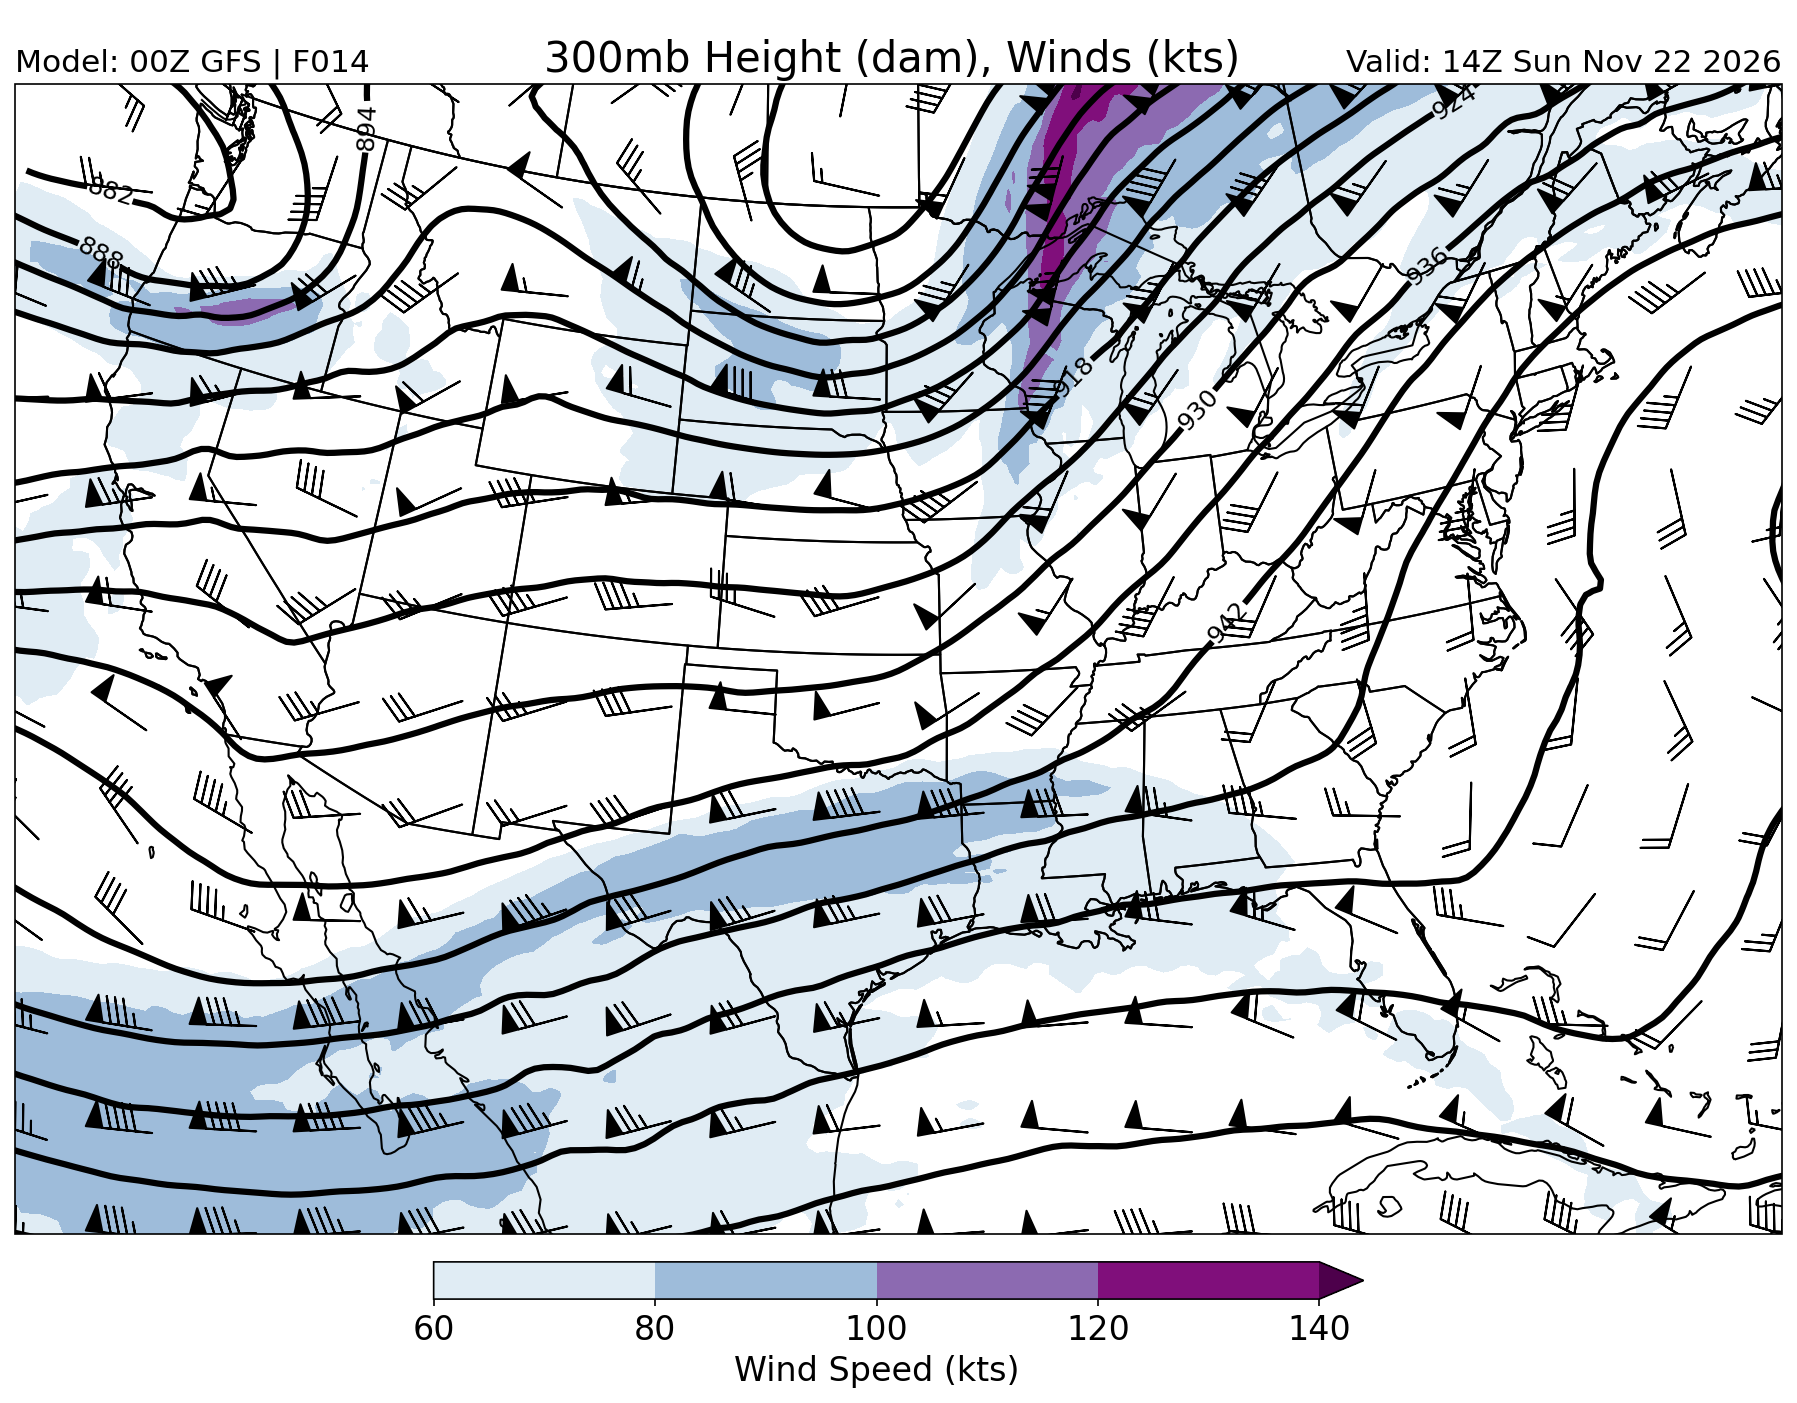 Model: 00Z GFS | F014
300mb Height (dam), Winds (kts)
Valid: 14Z Sun Nov 22 2026
894
924
882
888
936
918
930
942
60 80 100 120 140
Wind Speed (kts)